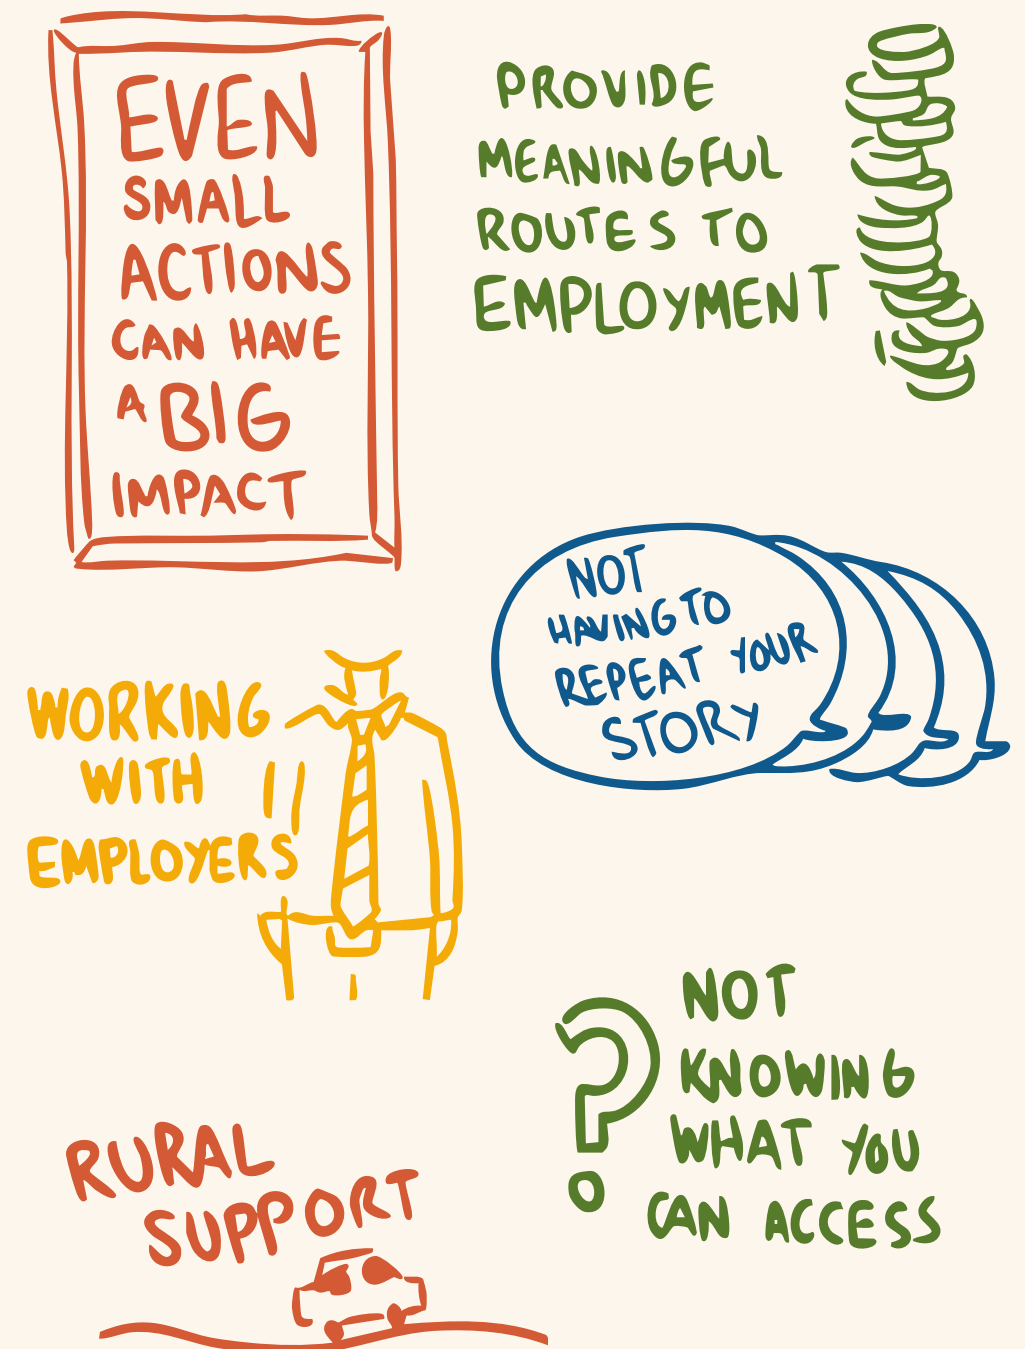 EVEN
SMALL
ACTIONS
CAN HAVE
A BIG
IMPACT
PROVIDE
MEANINGFUL
ROUTES TO
EMPLOYMENT
NOT
HAVING TO
REPEAT YOUR
STORY
WORKING
WITH
EMPLOYERS
NOT
KNOWING
WHAT YOU
CAN ACCESS
RURAL
SUPPORT